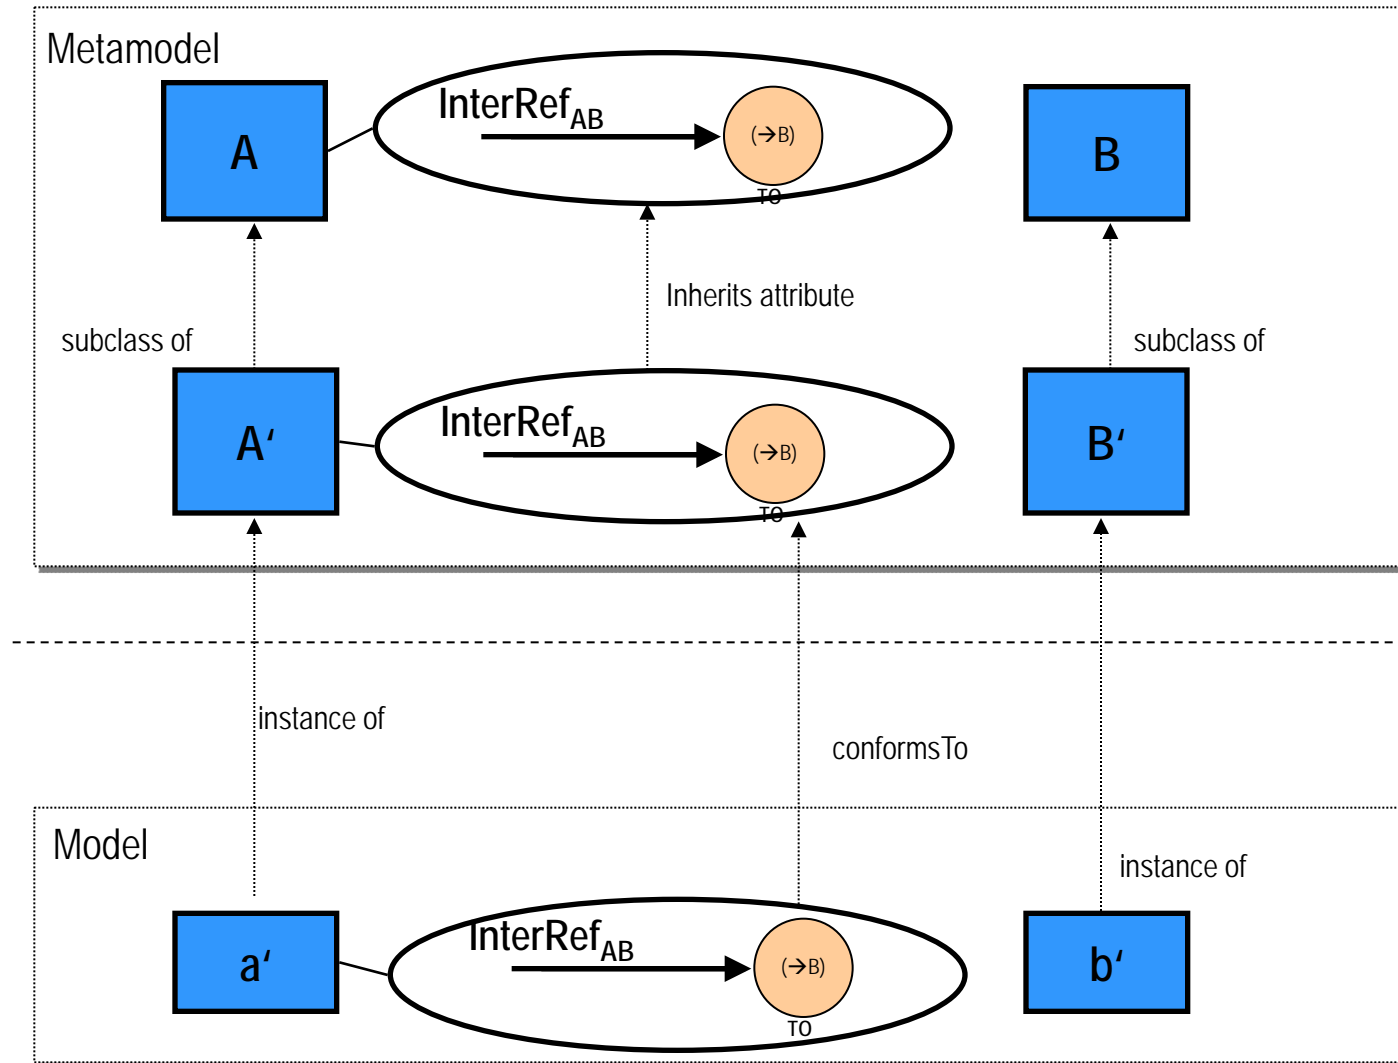 Metamodel
A
InterRefAB
(→B)
TO
B
subclass of
Inherits attribute
subclass of
A‘
InterRefAB
(→B)
TO
B‘
instance of
conformsTo
Model
instance of
a‘
InterRefAB
(→B)
TO
b‘